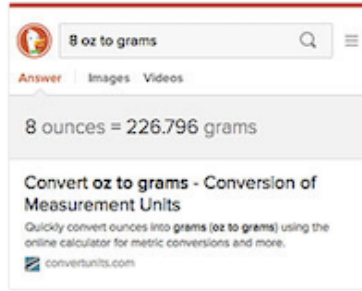 8 oz to grams
Answer Images Videos
8 ounces = 226.796 grams
Convert oz to grams - Conversion of
Measurement Units
Quickly convert ounces into grams (oz to grams) using the
online calculator for metric conversions and more.
convertunits.com